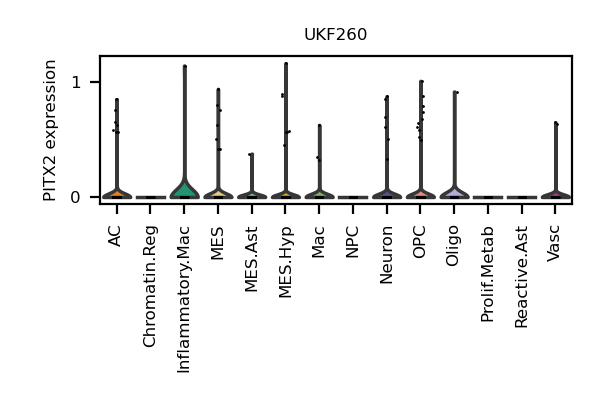 UKF260
PITX2 expression
1
0
AC
Chromatin.Reg
Inflammatory.Mac
MES
MES.Ast
MES.Hyp
Mac
NPC
Neuron
OPC
Oligo
Prolif.Metab
Reactive.Ast
Vasc